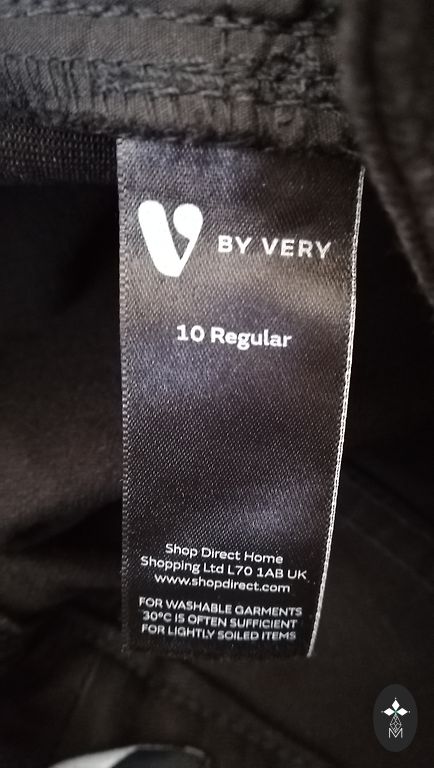 V BY VERY
10 Regular
Shop Direct Home
Shopping Ltd L70 1AB UK
www.shopdirect.com
FOR WASHABLE GARMENTS
30°C IS OFTEN SUFFICIENT
FOR LIGHTLY SOILED ITEMS
M